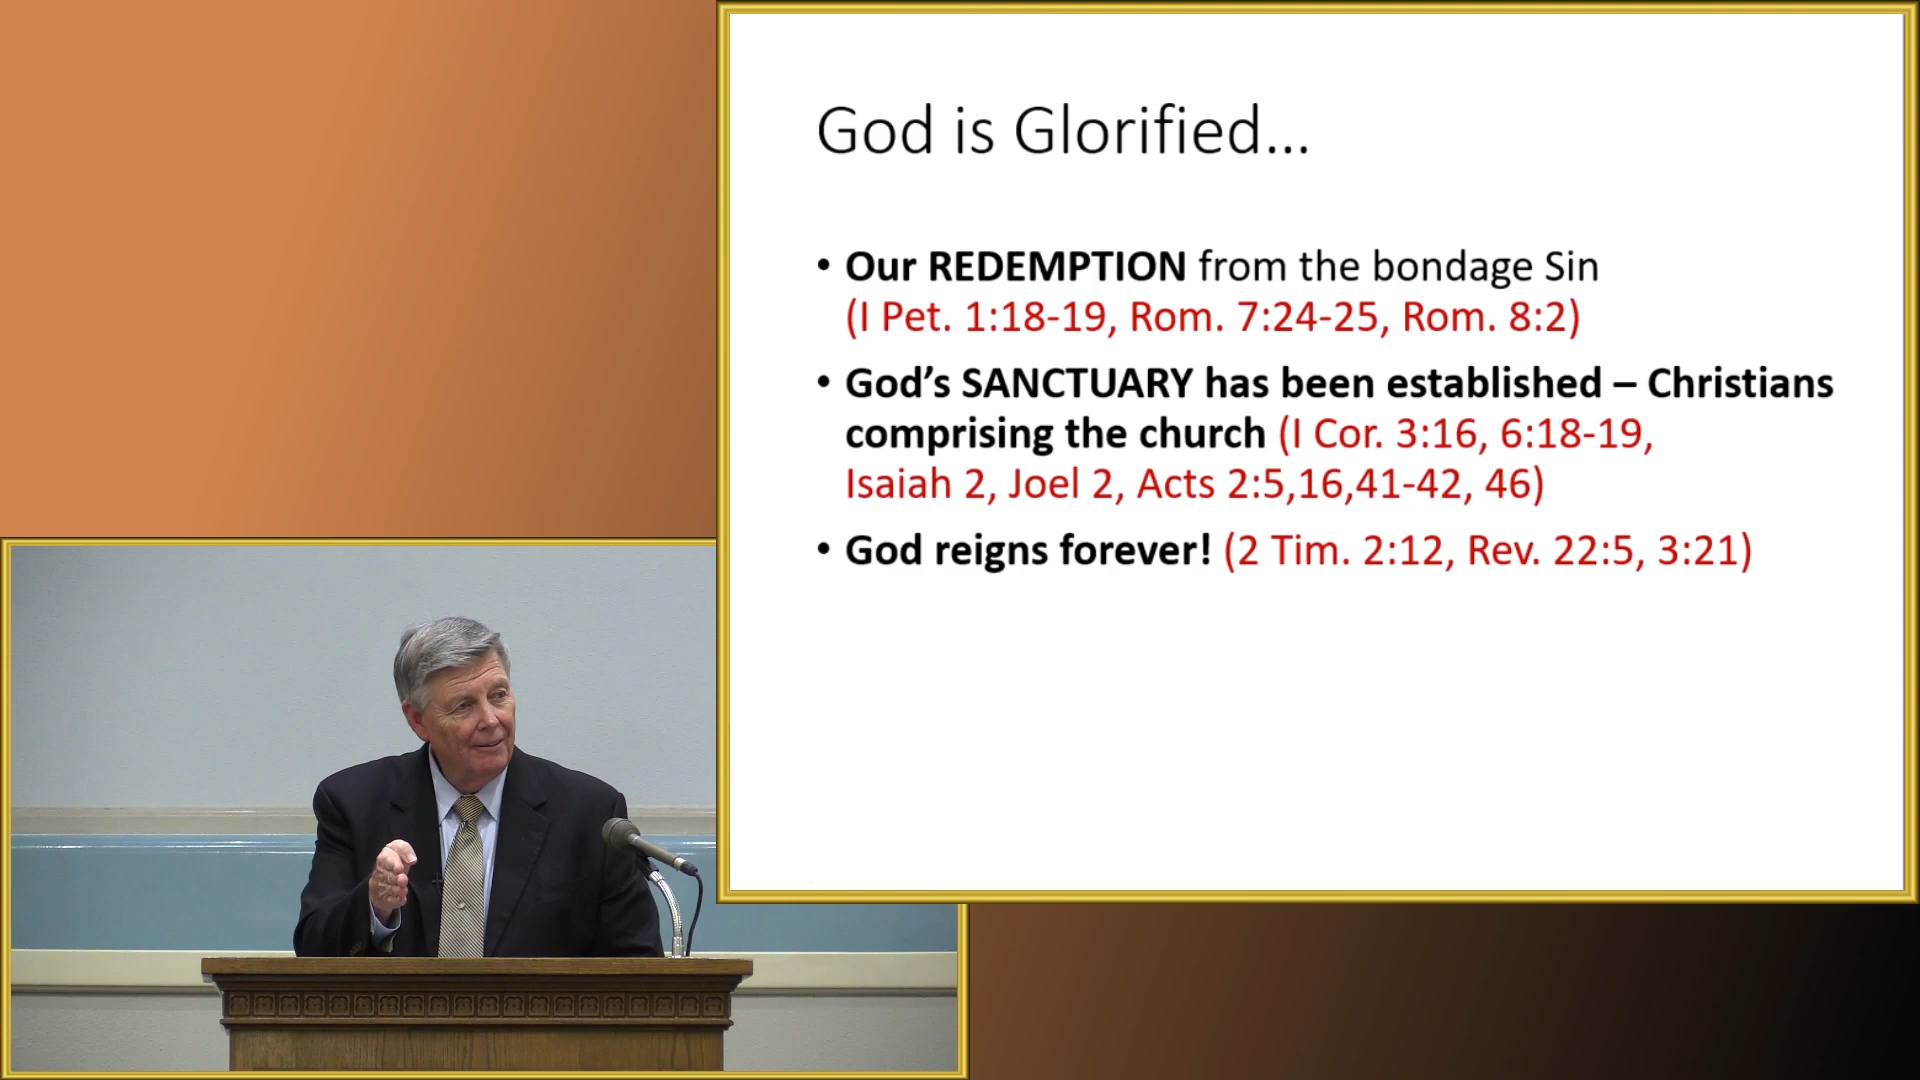 God is Glorified...
• Our REDEMPTION from the bondage Sin
(I Pet. 1:18-19, Rom. 7:24-25, Rom. 8:2)
• God’s SANCTUARY has been established – Christians
comprising the church (I Cor. 3:16, 6:18-19,
Isaiah 2, Joel 2, Acts 2:5,16,41-42, 46)
• God reigns forever! (2 Tim. 2:12, Rev. 22:5, 3:21)